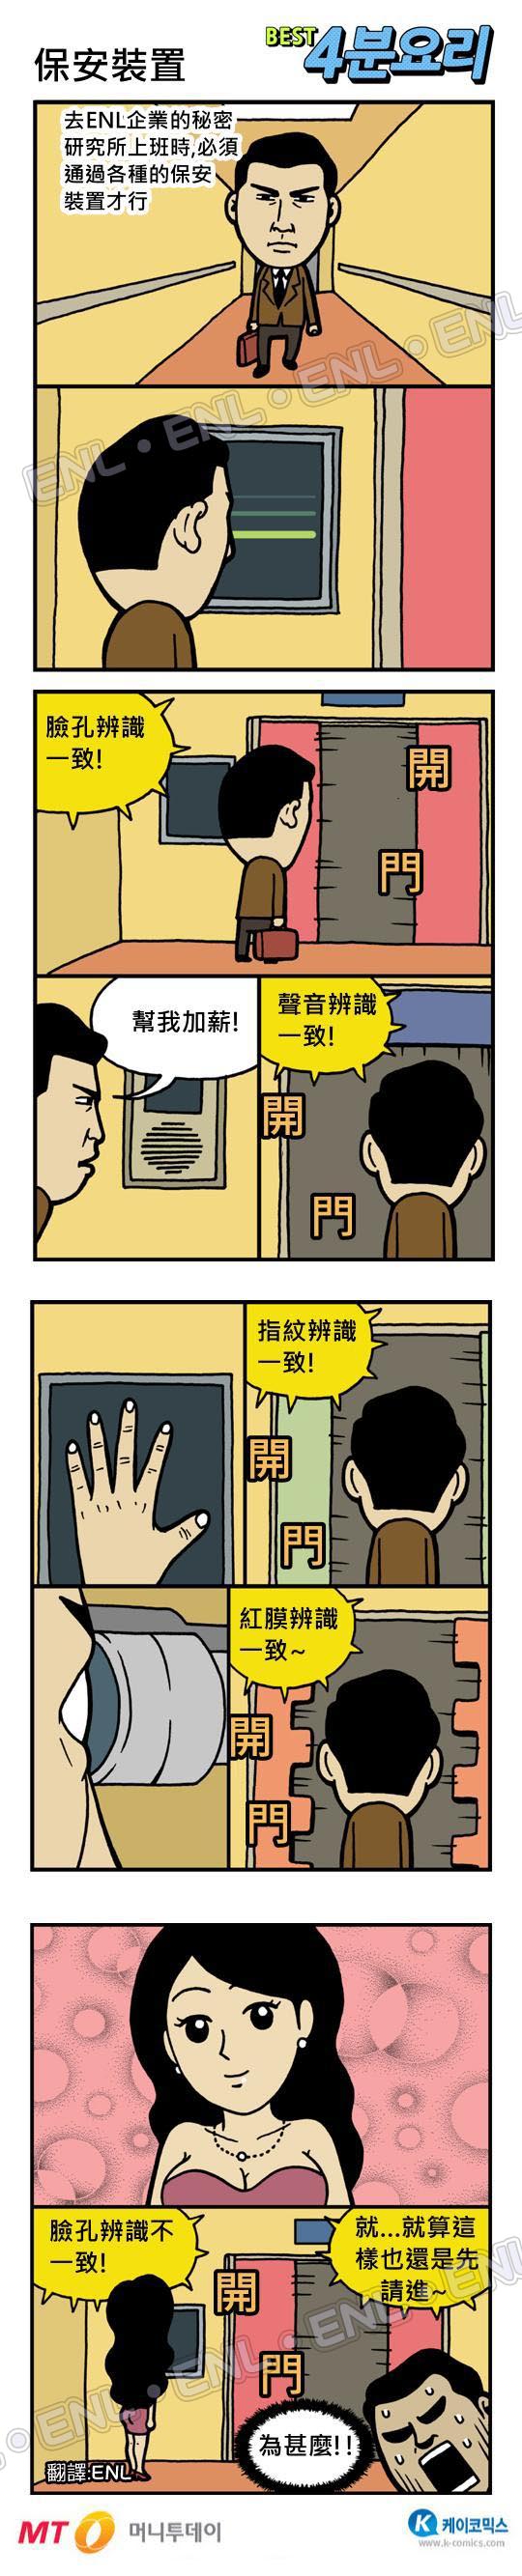 BEST 4분요리
保安裝置
去ENL企業的秘密
研究所上班時,必須
通過各種的保安
裝置才行
ENL•ENL•ENL•ENL•ENL
臉孔辨識
一致!
開
門
幫我加薪!
聲音辨識
一致!
開
門
指紋辨識
一致!
開
門
紅膜辨識
一致~
開
門
臉孔辨識不
一致!
就...就算這
樣也還是先
請進~
開
門
為甚麼!!
ENL•ENL•ENL•ENL
翻譯:ENL
MT 머니투데이
K 케이코믹스
www.k-comics.com